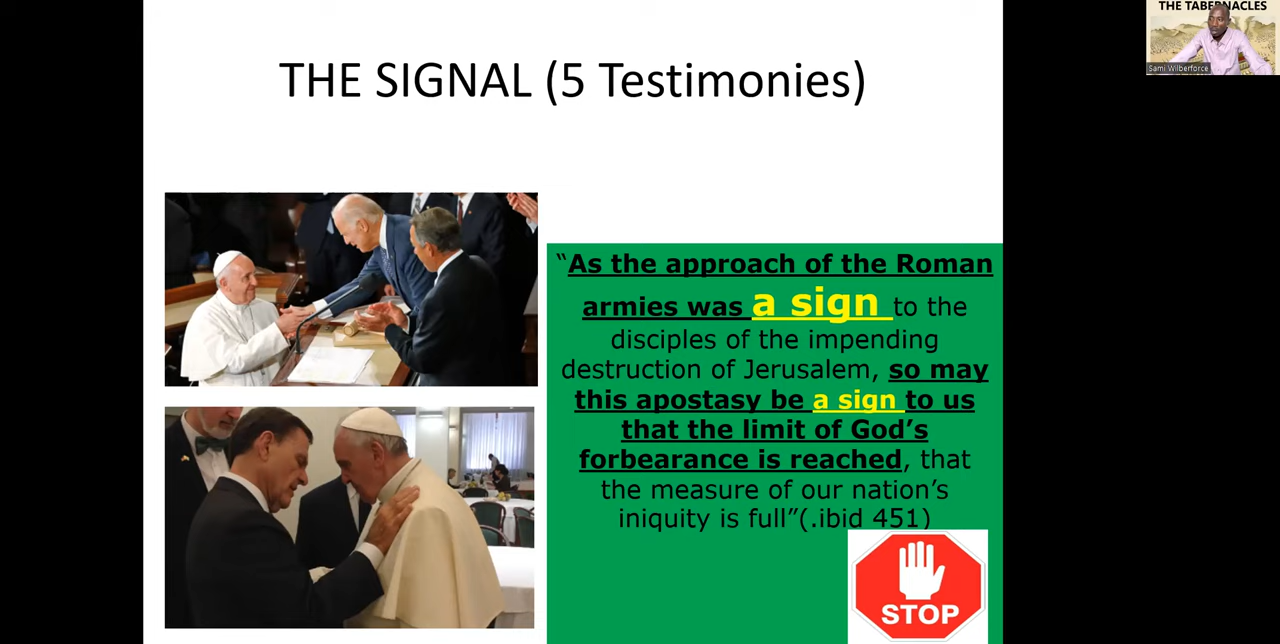 THE SIGNAL (5 Testimonies)
THE TABERNACLES
Sami Wilberforce
“As the approach of the Roman
armies was a sign to the
disciples of the impending
destruction of Jerusalem, so may
this apostasy be a sign to us
that the limit of God’s
forbearance is reached, that
the measure of our nation’s
iniquity is full”(.ibid 451)
STOP